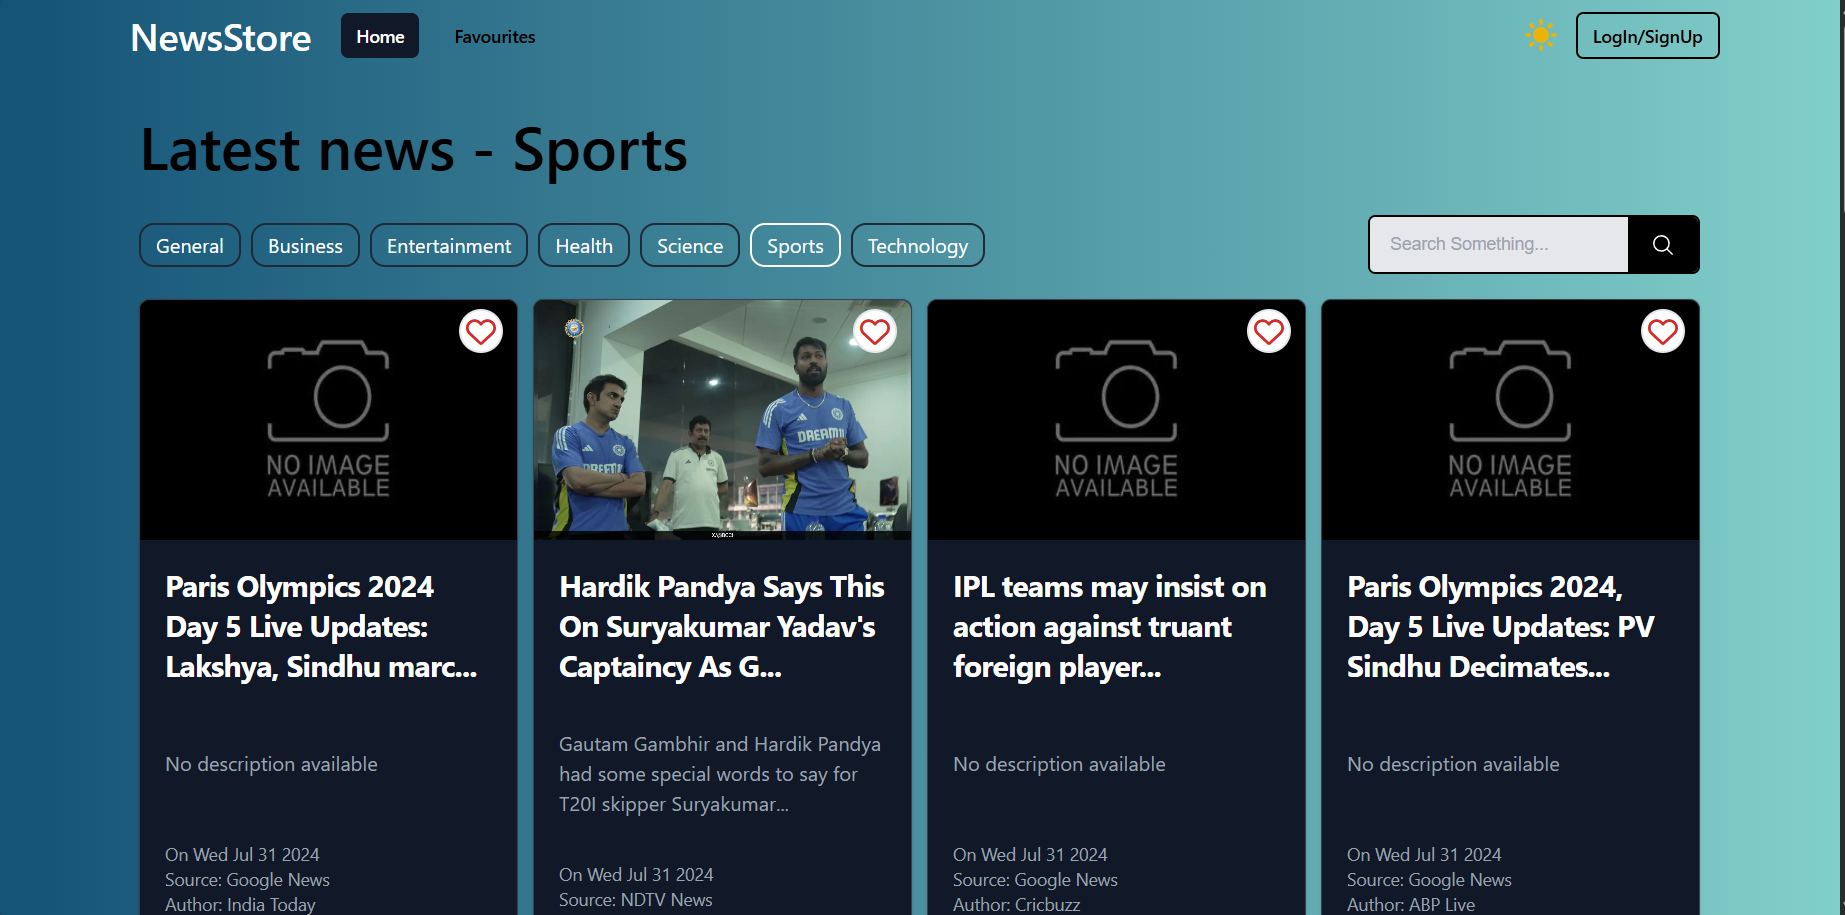 NewsStore
Home
Favourites
LogIn/SignUp
Latest news - Sports
General
Business
Entertainment
Health
Science
Sports
Technology
Search Something...
NO IMAGE
AVAILABLE
Paris Olympics 2024
Day 5 Live Updates:
Lakshya, Sindhu marc...
No description available
On Wed Jul 31 2024
Source: Google News
Author: India Today
DREAM11
Hardik Pandya Says This
On Suryakumar Yadav's
Captaincy As G...
Gautam Gambhir and Hardik Pandya
had some special words to say for
T20I skipper Suryakumar...
On Wed Jul 31 2024
Source: NDTV News
NO IMAGE
AVAILABLE
IPL teams may insist on
action against truant
foreign player...
No description available
On Wed Jul 31 2024
Source: Google News
Author: Cricbuzz
NO IMAGE
AVAILABLE
Paris Olympics 2024,
Day 5 Live Updates: PV
Sindhu Decimates...
No description available
On Wed Jul 31 2024
Source: Google News
Author: ABP Live